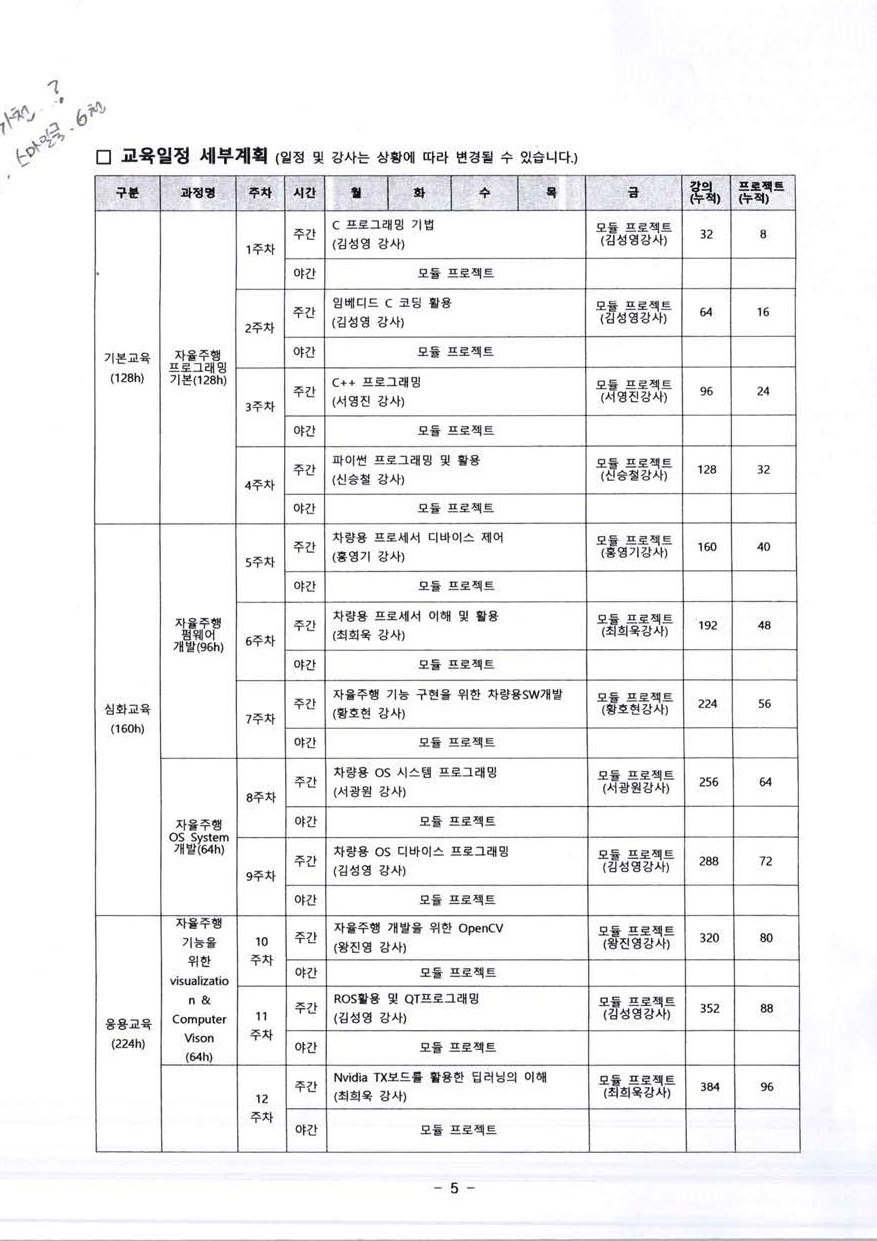 □ 교육일정 세부계획 (일정 및 강사는 상황에 따라 변경될 수 있습니다.)
구분 과정명 주차 시간 월 화 수 목 금 강의 (누적) 프로젝트 (누적)
기본교육
(128h)
자율주행
프로그래밍
기본(128h)
1주차
주간
C 프로그래밍 기법
(김성영 강사)
모듈 프로젝트
(김성영강사)
32 8
야간 모듈 프로젝트
2주차
주간
임베디드 C 코딩 활용
(김성영 강사)
모듈 프로젝트
(김성영강사)
64 16
야간 모듈 프로젝트
3주차
주간
C++ 프로그래밍
(서영진 강사)
모듈 프로젝트
(서영진강사)
96 24
야간 모듈 프로젝트
4주차
주간
파이썬 프로그래밍 및 활용
(신승철 강사)
모듈 프로젝트
(신승철강사)
128 32
야간 모듈 프로젝트
심화교육
(160h)
자율주행
펌웨어
개발(96h)
5주차
주간
차량용 프로세서 디바이스 제어
(홍영기 강사)
모듈 프로젝트
(홍영기강사)
160 40
야간 모듈 프로젝트
6주차
주간
차량용 프로세서 이해 및 활용
(최희욱 강사)
모듈 프로젝트
(최희욱강사)
192 48
야간 모듈 프로젝트
7주차
주간
자율주행 기능 구현을 위한 차량용SW개발
(황호현 강사)
모듈 프로젝트
(황호현강사)
224 56
야간 모듈 프로젝트
자율주행
OS System
개발(64h)
8주차
주간
차량용 OS 시스템 프로그래밍
(서광원 강사)
모듈 프로젝트
(서광원강사)
256 64
야간 모듈 프로젝트
9주차
주간
차량용 OS 디바이스 프로그래밍
(김성영 강사)
모듈 프로젝트
(김성영강사)
288 72
야간 모듈 프로젝트
응용교육
(224h)
자율주행
기능을
위한
visualizatio
n &
Computer
Vison
(64h)
10
주차
주간
자율주행 개발을 위한 OpenCV
(왕진영 강사)
모듈 프로젝트
(왕진영강사)
320 80
야간 모듈 프로젝트
11
주차
주간
ROS활용 및 QT프로그래밍
(김성영 강사)
모듈 프로젝트
(김성영강사)
352 88
야간 모듈 프로젝트
12
주차
주간
Nvidia TX보드를 활용한 딥러닝의 이해
(최희욱 강사)
모듈 프로젝트
(최희욱강사)
384 96
야간 모듈 프로젝트
- 5 -